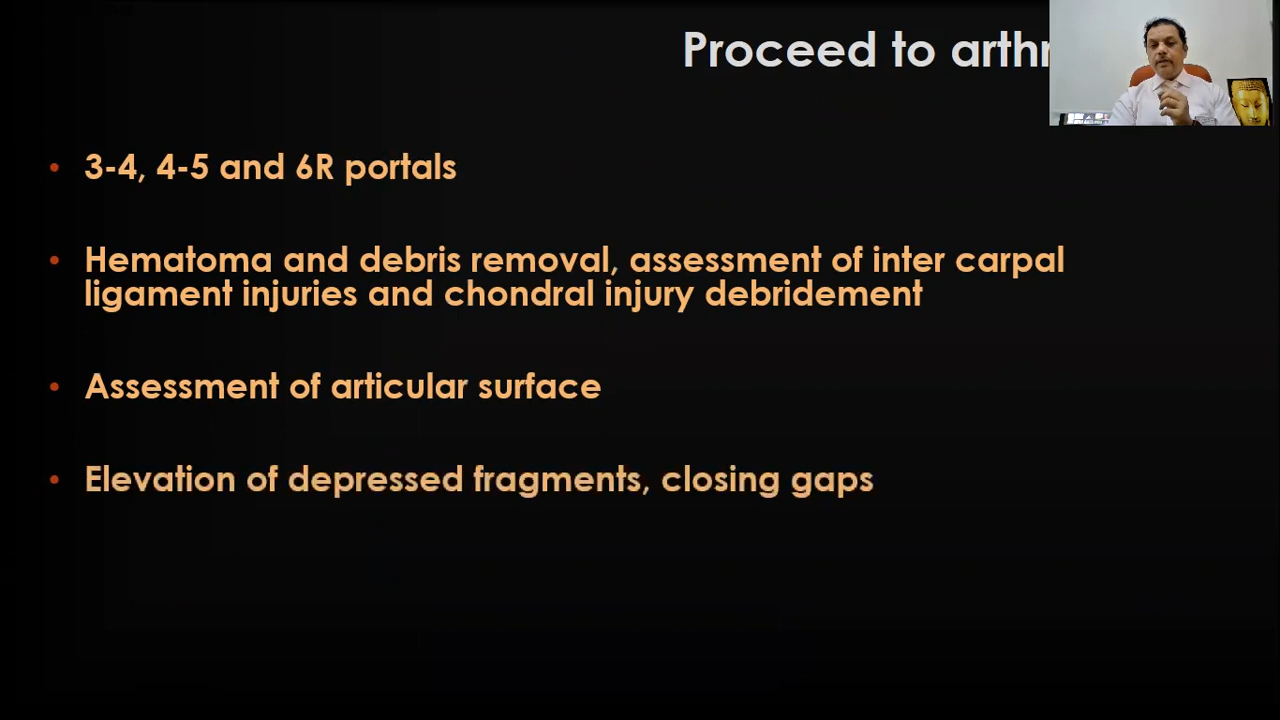 Proceed to
• 3-4, 4-5 and 6R portals
• Hematoma and debris removal, assessment of inter carpal
ligament injuries and chondral injury debridement
• Assessment of articular surface
• Elevation of depressed fragments, closing gaps